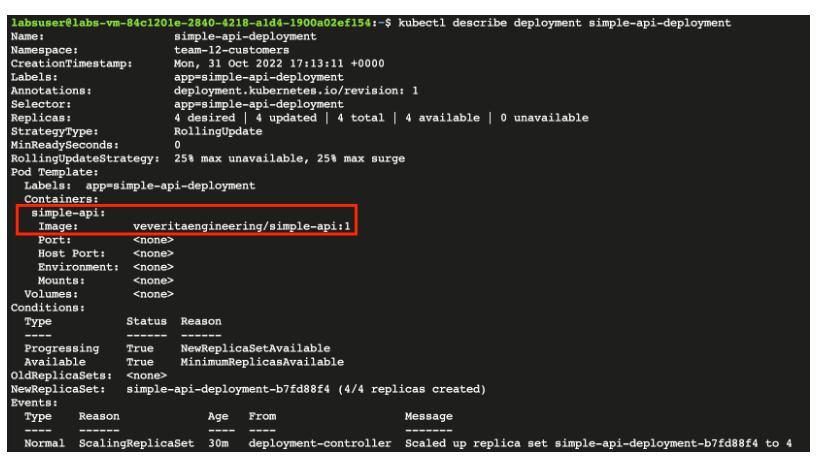 labsuser@labs-vm-84c1201e-2840-4218-a1d4-1900a02ef154:~$ kubectl describe deployment simple-api-deployment
Name:                   simple-api-deployment
Namespace:              team-12-customers
CreationTimestamp:      Mon, 31 Oct 2022 17:13:11 +0000
Labels:                 app=simple-api-deployment
Annotations:            deployment.kubernetes.io/revision: 1
Selector:               app=simple-api-deployment
Replicas:               4 desired | 4 updated | 4 total | 4 available | 0 unavailable
StrategyType:           RollingUpdate
MinReadySeconds:        0
RollingUpdateStrategy:  25% max unavailable, 25% max surge
Pod Template:
  Labels:  app=simple-api-deployment
  Containers:
   simple-api:
    Image:        veveritaengineering/simple-api:1
    Port:         <none>
    Host Port:    <none>
    Environment:  <none>
    Mounts:       <none>
  Volumes:        <none>
Conditions:
  Type           Status  Reason
  ----           ------  ------
  Progressing    True    NewReplicaSetAvailable
  Available      True    MinimumReplicasAvailable
OldReplicaSets:  <none>
NewReplicaSet:   simple-api-deployment-b7fd88f4 (4/4 replicas created)
Events:
  Type    Reason             Age   From                   Message
  ----    ------             ----  ----                   -------
  Normal  ScalingReplicaSet  30m   deployment-controller  Scaled up replica set simple-api-deployment-b7fd88f4 to 4